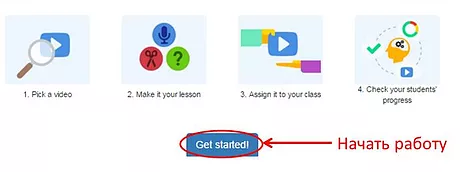 1. Pick a video
2. Make it your lesson
3. Assign it to your class
4. Check your students'
progress
Get started!
Начать работу